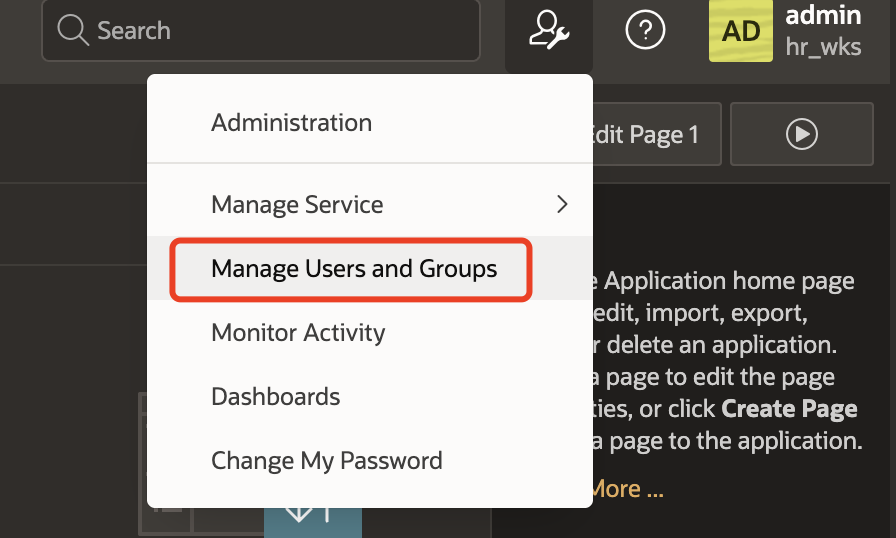 Search
AD
admin
hr_wks
Administration
Edit Page 1
Manage Service
Manage Users and Groups
Monitor Activity
Dashboards
Change My Password
Application home page
edit, import, export,
delete an application.
a page to edit the page
or click Create Page
a page to the application.
More ...